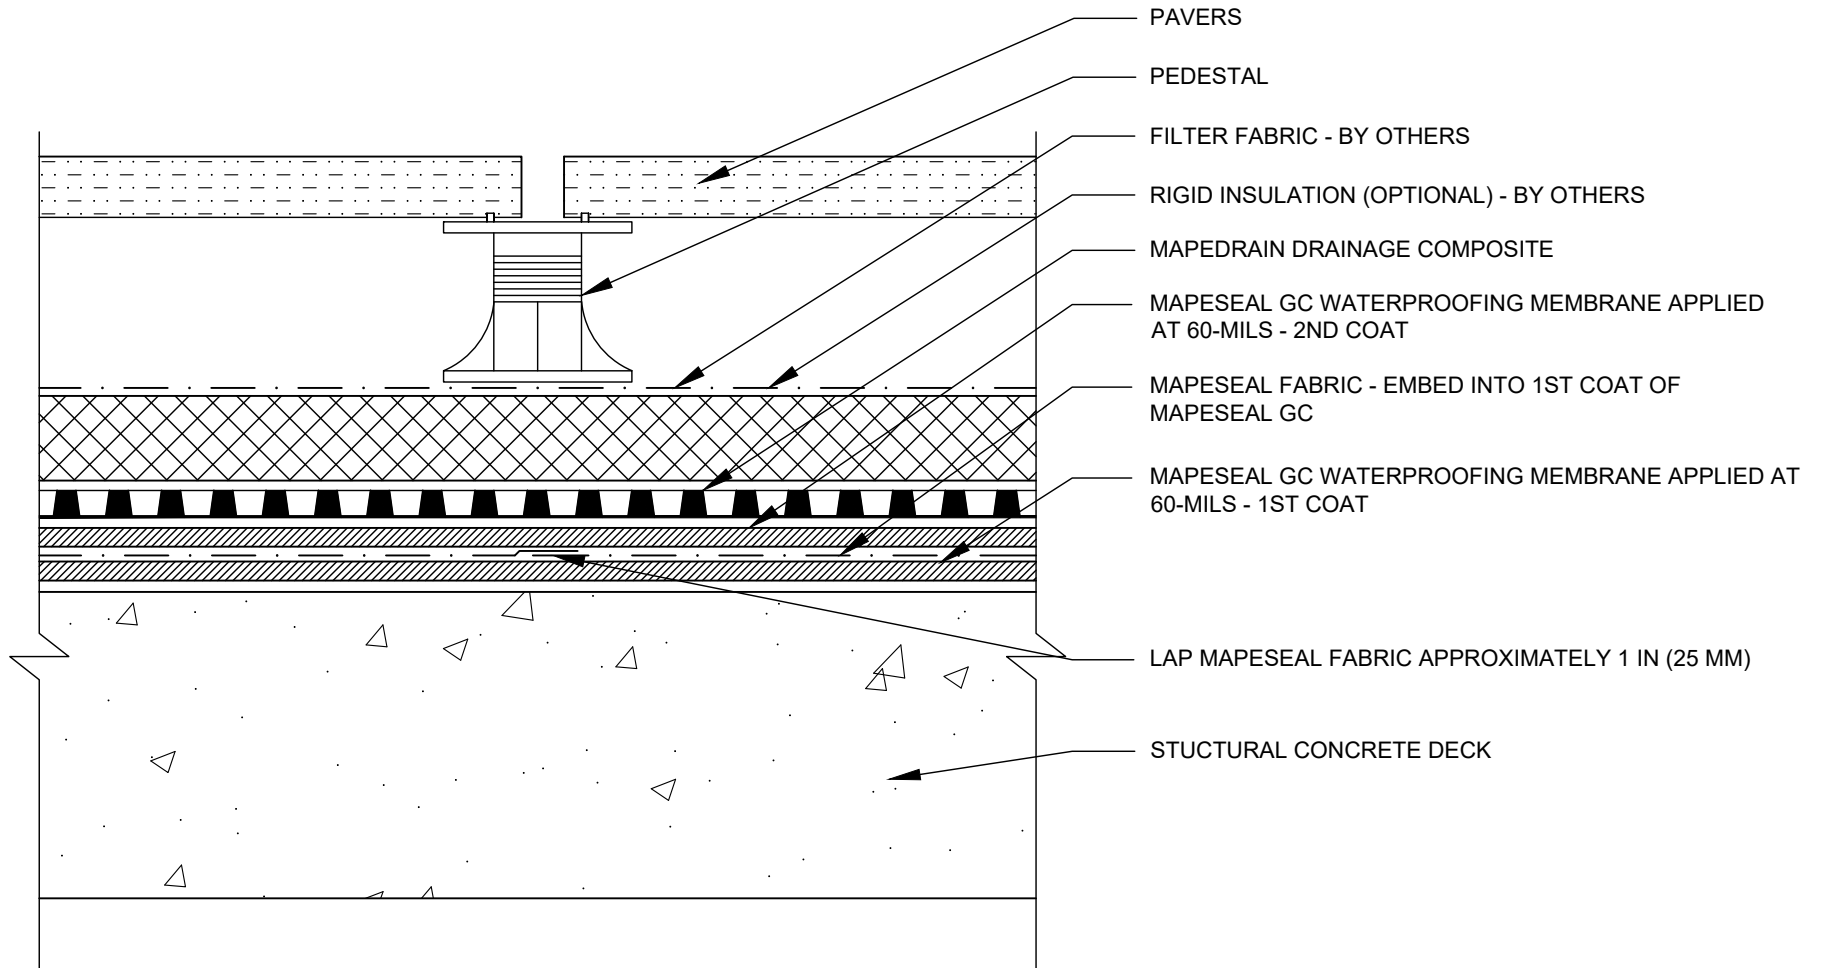 PAVERS
PEDESTAL
FILTER FABRIC - BY OTHERS
RIGID INSULATION (OPTIONAL) - BY OTHERS
MAPEDRAIN DRAINAGE COMPOSITE
MAPESEAL GC WATERPROOFING MEMBRANE APPLIED
AT 60-MILS - 2ND COAT
MAPESEAL FABRIC - EMBED INTO 1ST COAT OF
MAPESEAL GC
MAPESEAL GC WATERPROOFING MEMBRANE APPLIED AT
60-MILS - 1ST COAT
LAP MAPESEAL FABRIC APPROXIMATELY 1 IN (25 MM)
STUCTURAL CONCRETE DECK